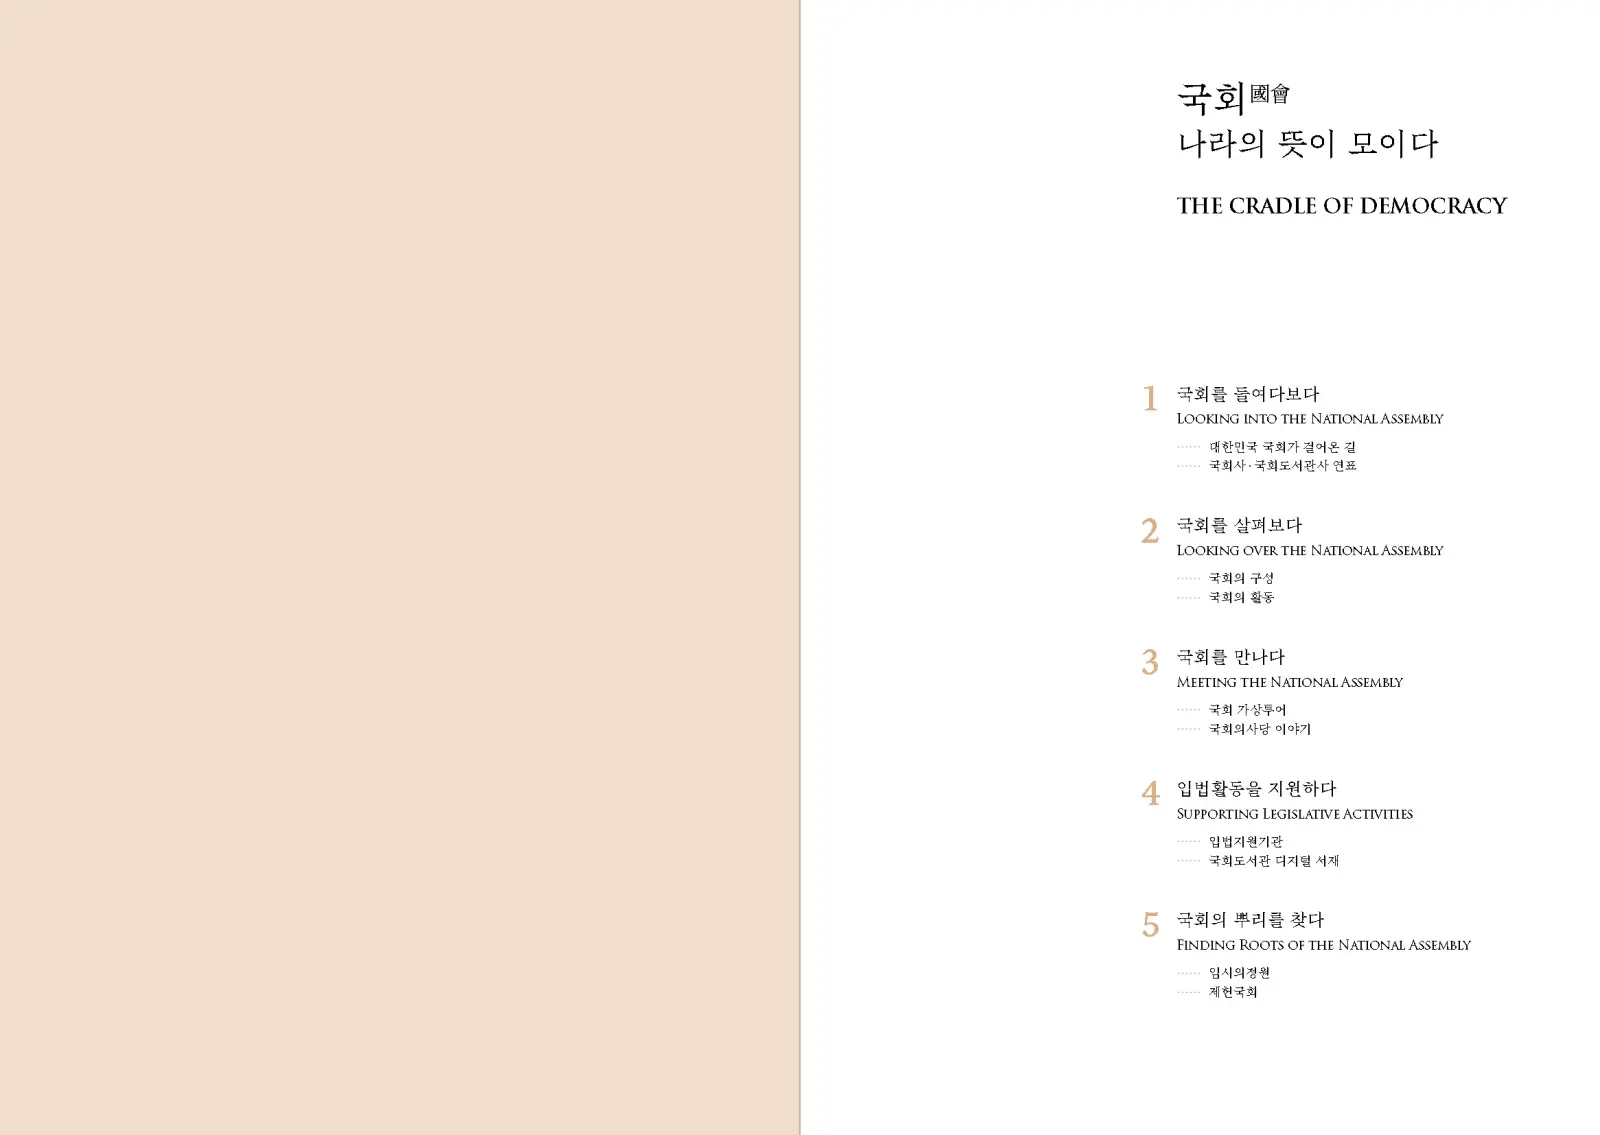 국회國會
나라의 뜻이 모이다
THE CRADLE OF DEMOCRACY
1 국회를 들여다보다
LOOKING INTO THE NATIONAL ASSEMBLY
······ 대한민국 국회가 걸어온 길
······ 국회사·국회도서관사 연표
2 국회를 살펴보다
LOOKING OVER THE NATIONAL ASSEMBLY
······ 국회의 구성
······ 국회의 활동
3 국회를 만나다
MEETING THE NATIONAL ASSEMBLY
······ 국회 가상투어
······ 국회의사당 이야기
4 입법활동을 지원하다
SUPPORTING LEGISLATIVE ACTIVITIES
······ 입법지원기관
······ 국회도서관 디지털 서재
5 국회의 뿌리를 찾다
FINDING ROOTS OF THE NATIONAL ASSEMBLY
······ 임시의정원
······ 제헌국회